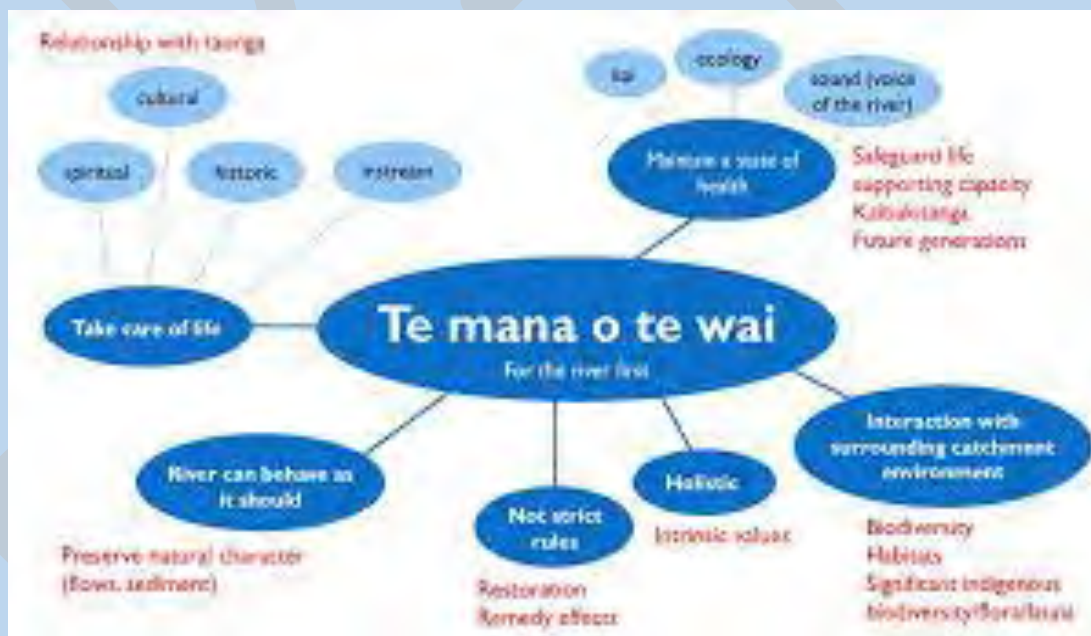 Relationship with taonga
cultural
spiritual
historic
instream
Take care of life
kai
ecology
sound (voice
of the river)
Maintain a state of
health
Safeguard life
supporting capacity
Kaitiakitanga
Future generations
Te mana o te wai
For the river first
River can behave as
it should
Preserve natural character
(flows, sediment)
Not strict
rules
Restoration
Remedy effects
Holistic
Intrinsic values
Interaction with
surrounding catchment
environment
Biodiversity
Habitats
Significant indigenous
biodiversity/flora/fauna